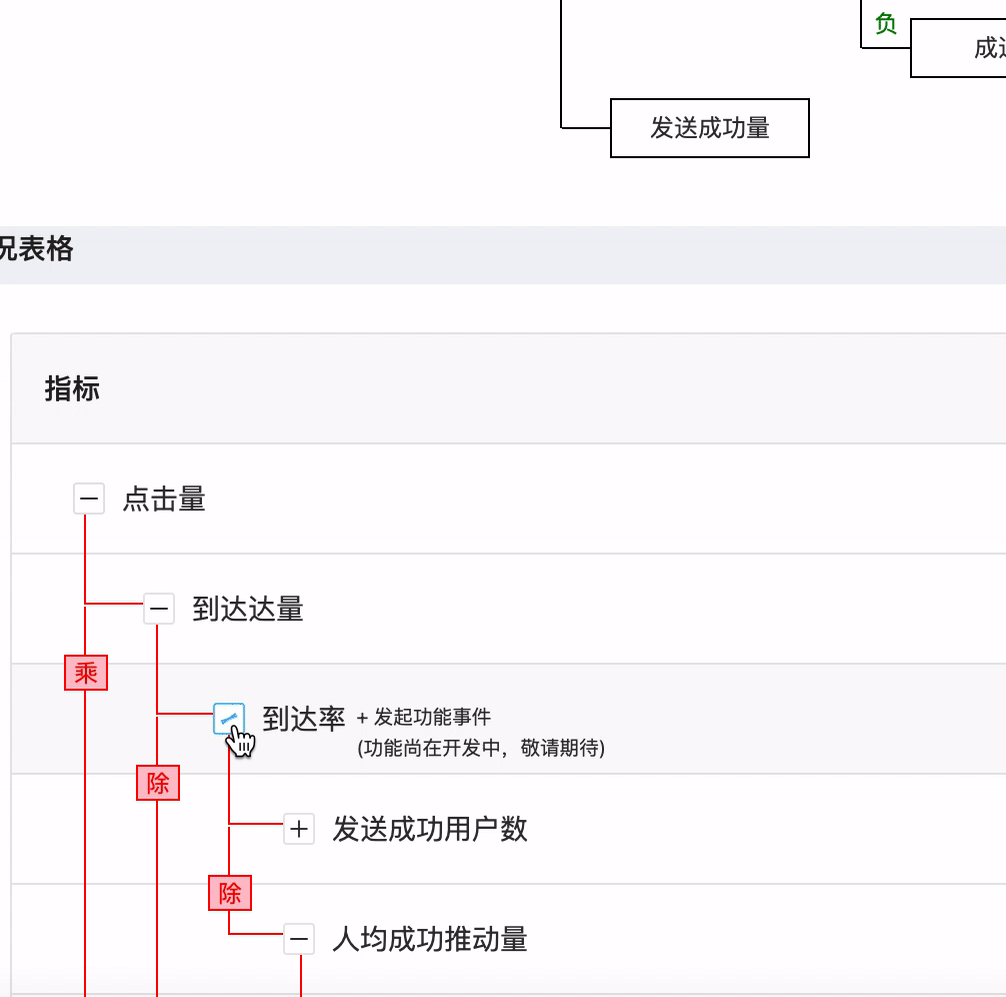 负
成
发送成功量
况表格
指标
点击量
到达达量
乘
到达率 + 发起功能事件
(功能尚在开发中，敬请期待)
除
发送成功用户数
除
人均成功推动量